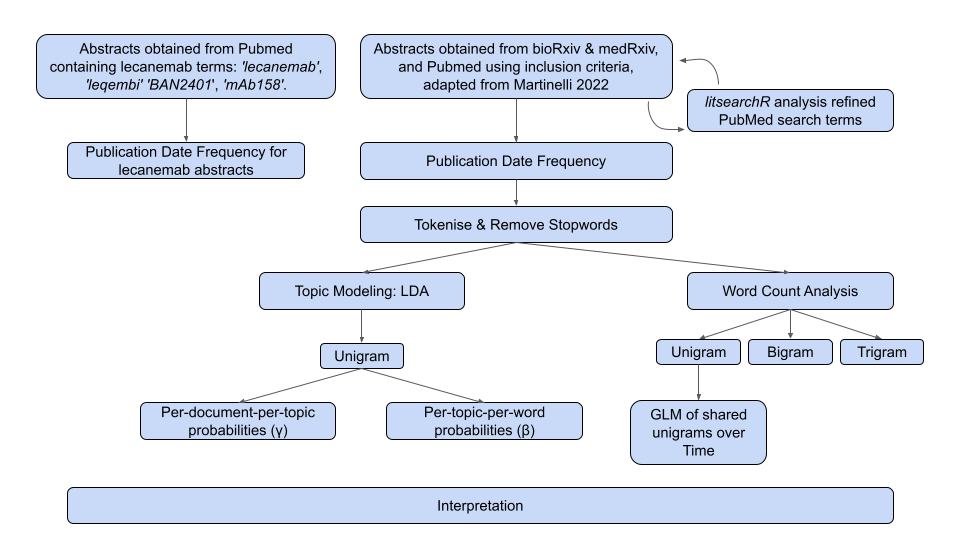 Abstracts obtained from Pubmed
containing lecanemab terms: 'lecanemab',
'leqembi' 'BAN2401', 'mAb158'.
Abstracts obtained from bioRxiv & medRxiv,
and Pubmed using inclusion criteria,
adapted from Martinelli 2022
litsearchR analysis refined
PubMed search terms
Publication Date Frequency for
lecanemab abstracts
Publication Date Frequency
Tokenise & Remove Stopwords
Topic Modeling: LDA
Word Count Analysis
Unigram
Unigram
Bigram
Trigram
Per-document-per-topic
probabilities (γ)
Per-topic-per-word
probabilities (β)
GLM of shared
unigrams over
Time
Interpretation